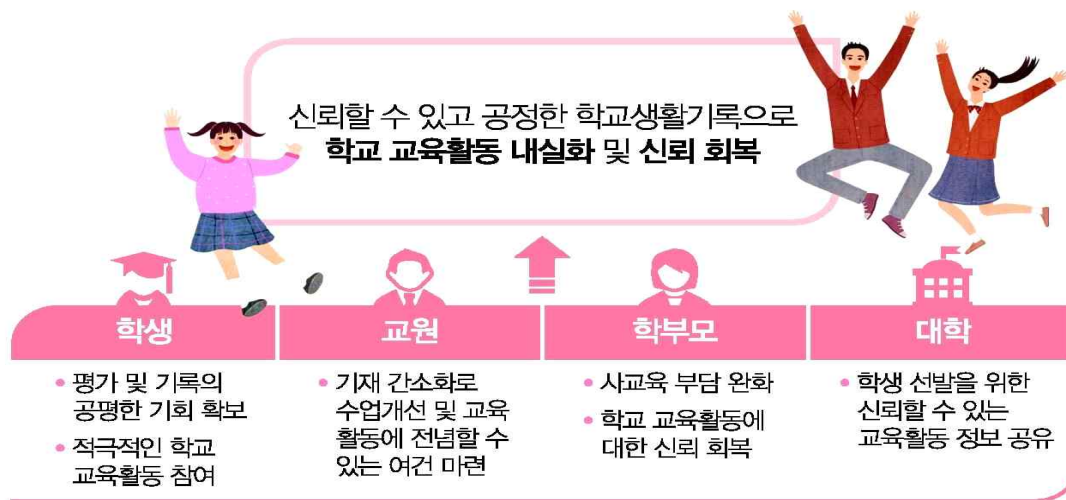 신뢰할 수 있고 공정한 학교생활기록으로
학교 교육활동 내실화 및 신뢰 회복
학생
• 평가 및 기록의
공평한 기회 확보
• 적극적인 학교
교육활동 참여
교원
• 기재 간소화로
수업개선 및 교육
활동에 전념할 수
있는 여건 마련
학부모
• 사교육 부담 완화
• 학교 교육활동에
대한 신뢰 회복
대학
• 학생 선발을 위한
신뢰할 수 있는
교육활동 정보 공유